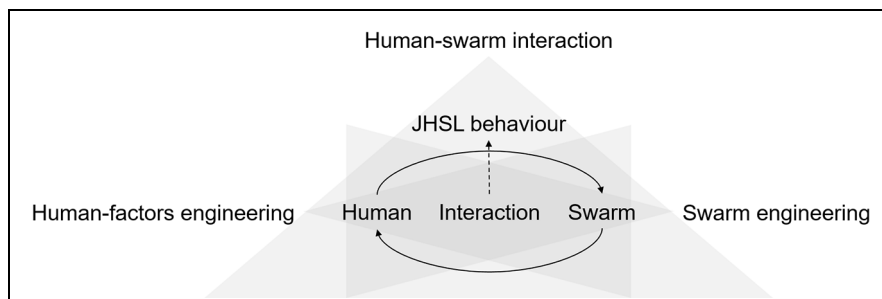 Human-swarm interaction
JHSL behaviour
Human-factors engineering Human Interaction Swarm Swarm engineering